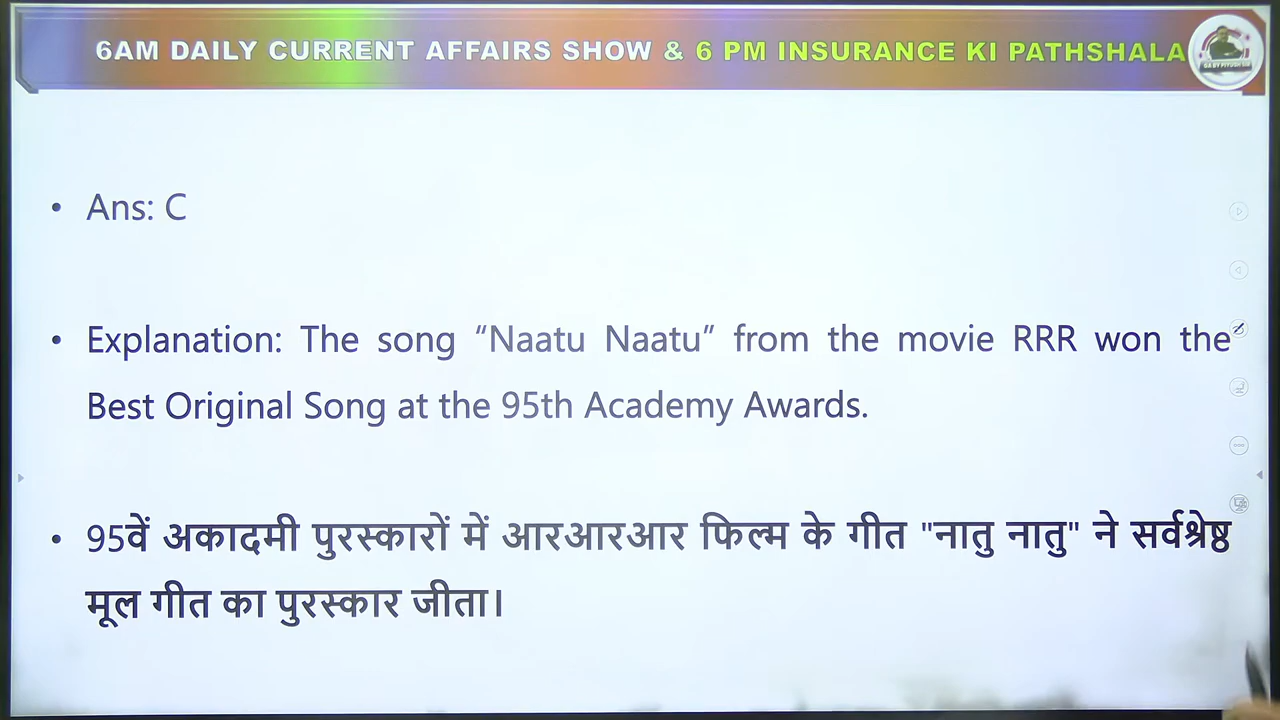 6AM DAILY CURRENT AFFAIRS SHOW & 6 PM INSURANCE KI PATHSHALA
• Ans: C
• Explanation: The song “Naatu Naatu” from the movie RRR won the
Best Original Song at the 95th Academy Awards.
• 95वें अकादमी पुरस्कारों में आरआरआर फिल्म के गीत "नातु नातु" ने सर्वश्रेष्ठ
मूल गीत का पुरस्कार जीता।